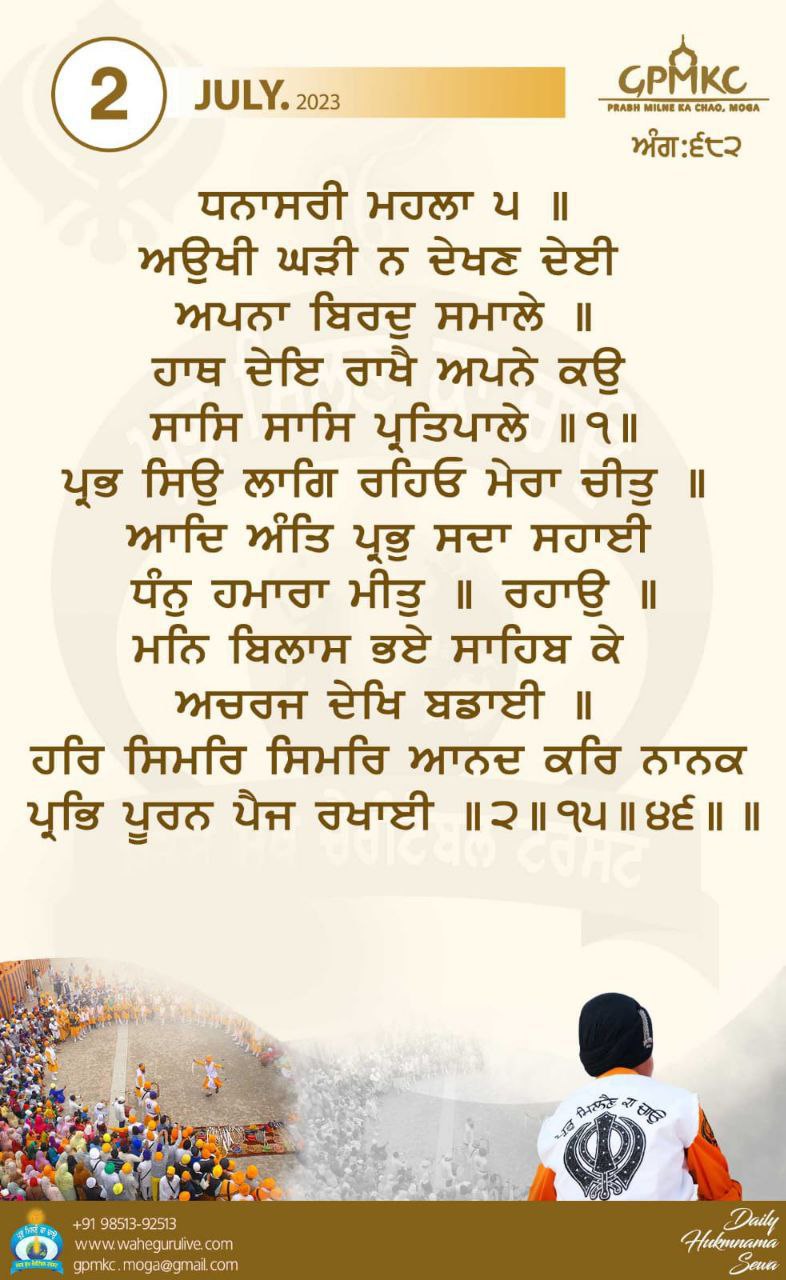 2
JULY. 2023
GPMKC
PRABH MILNE KA CHAO, MOGA
ਅੰਗ:੬੮੨
ਧਨਾਸਰੀ ਮਹਲਾ ੫ ॥
ਅਉਖੀ ਘੜੀ ਨ ਦੇਖਣ ਦੇਈ
ਅਪਨਾ ਬਿਰਦੁ ਸਮਾਲੇ ॥
ਹਾਥ ਦੇਇ ਰਾਖੈ ਅਪਨੇ ਕਉ
ਸਾਸਿ ਸਾਸਿ ਪ੍ਰਤਿਪਾਲੇ ॥੧॥
ਪ੍ਰਭ ਸਿਉ ਲਾਗਿ ਰਹਿਓ ਮੇਰਾ ਚੀਤੁ ॥
ਆਦਿ ਅੰਤਿ ਪ੍ਰਭੁ ਸਦਾ ਸਹਾਈ
ਧੰਨੁ ਹਮਾਰਾ ਮੀਤੁ ॥ ਰਹਾਉ ॥
ਮਨਿ ਬਿਲਾਸ ਭਏ ਸਾਹਿਬ ਕੇ
ਅਚਰਜ ਦੇਖਿ ਬਡਾਈ ॥
ਹਰਿ ਸਿਮਰਿ ਸਿਮਰਿ ਆਨਦ ਕਰਿ ਨਾਨਕ
ਪ੍ਰਭਿ ਪੂਰਨ ਪੈਜ ਰਖਾਈ ॥੨॥੧੫॥੪੬॥ ॥
+91 98513-92513
www.wahegurulive.com
gpmkc.moga@gmail.com
Daily
Hukmnama
Sewa